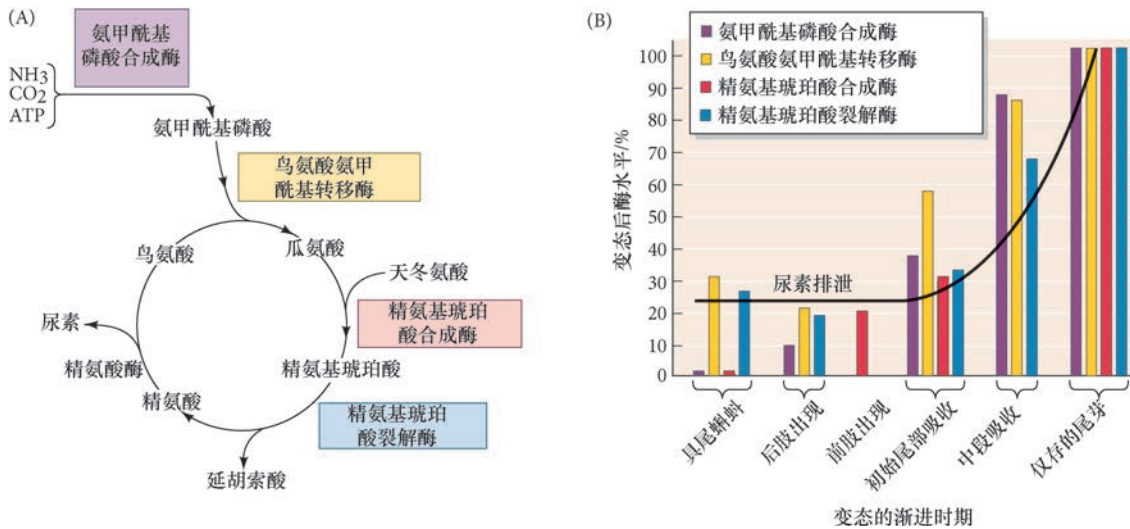 (A)
氨甲酰基
磷酸合成酶
NH3
CO2
ATP
氨甲酰基磷酸
鸟氨酸氨甲
酰基转移酶
鸟氨酸
瓜氨酸
天冬氨酸
尿素
精氨基琥珀
酸合成酶
精氨酸酶
精氨基琥珀酸
精氨酸
精氨基琥珀
酸裂解酶
延胡索酸
(B)
氨甲酰基磷酸合成酶
鸟氨酸氨甲酰基转移酶
精氨基琥珀酸合成酶
精氨基琥珀酸裂解酶
变态后酶水平/%
100
90
80
70
60
50
40
30
20
10
0
尿素排泄
具尾蝌蚪
后肢出现
前肢出现
初始尾部吸收
中段吸收
仅存的尾芽
变态的渐进时期